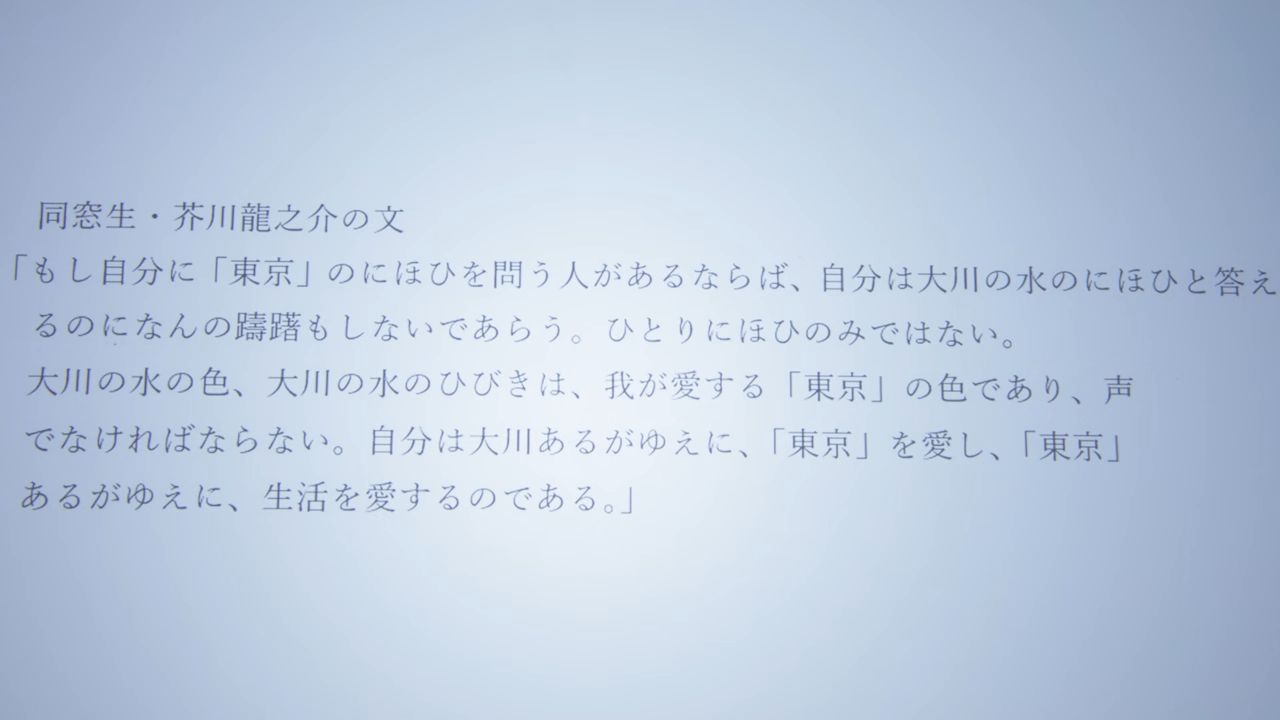 同窓生・芥川龍之介の文
「もし自分に「東京」のにほひを問う人があるならば、自分は大川の水のにほひと答え
るのになんの躊躇もしないであらう。ひとりにほひのみではない。
大川の水の色、大川の水のひびきは、我が愛する「東京」の色であり、声
でなければならない。自分は大川あるがゆえに、「東京」を愛し、「東京」
あるがゆえに、生活を愛するのである。」